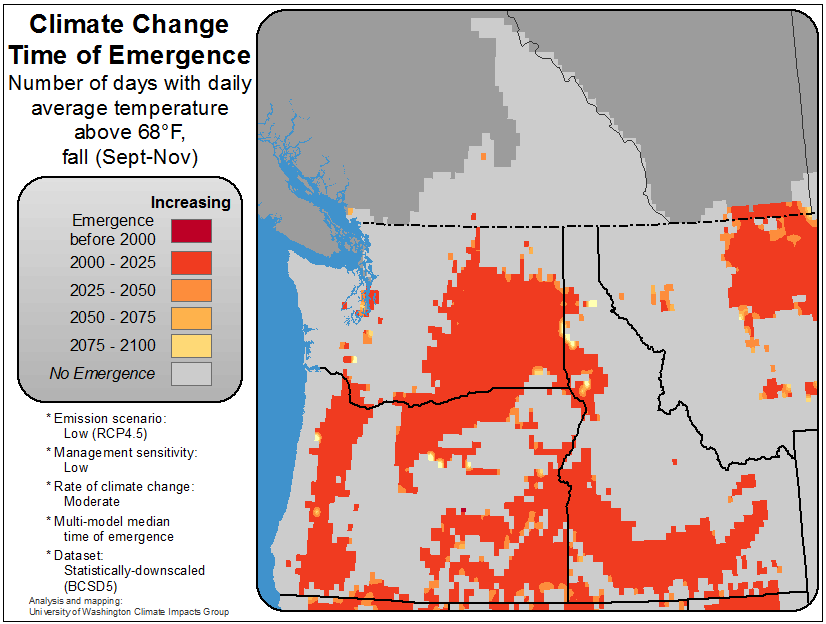 Climate Change
Time of Emergence
Number of days with daily
average temperature
above 68°F,
fall (Sept-Nov)
Increasing
Emergence
before 2000
2000 - 2025
2025 - 2050
2050 - 2075
2075 - 2100
No Emergence
* Emission scenario:
Low (RCP4.5)
* Management sensitivity:
Low
* Rate of climate change:
Moderate
* Multi-model median
time of emergence
* Dataset:
Statistically-downscaled
(BCSD5)
Analysis and mapping:
University of Washington Climate Impacts Group